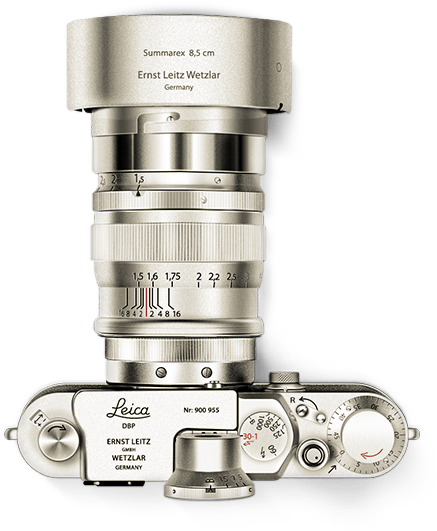 Summarex 8,5 cm
Ernst Leitz Wetzlar
Germany
2 1,5
1,5 1,6 1,75 2 2,2 2,5
16 8 4 2 2 4 8 16
Leica
DBP
Nr: 900 955
ERNST LEITZ
GMBH
WETZLAR
GERMANY
R
30-1